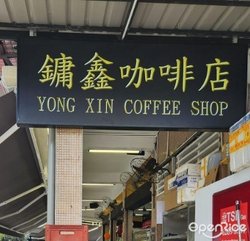 鏞鑫咖啡店
YONG XIN COFFEE SHOP
OpenRice